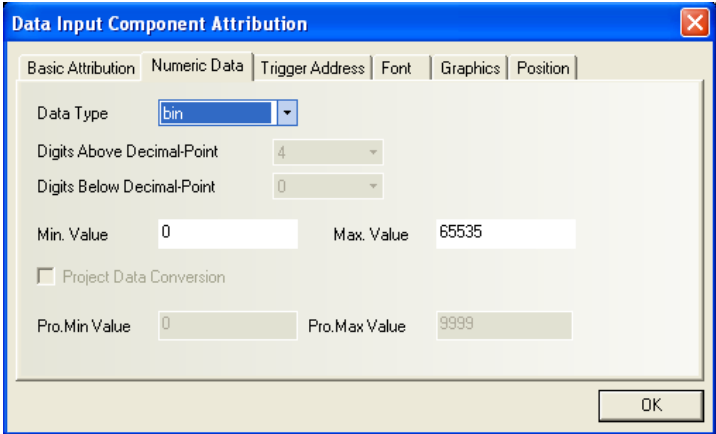 Data Input Component Attribution
Basic Attribution Numeric Data Trigger Address Font Graphics Position
Data Type bin
Digits Above Decimal-Point 4
Digits Below Decimal-Point 0
Min. Value 0 Max. Value 65535
Project Data Conversion
Pro.Min Value 0 Pro.Max Value 9999
OK